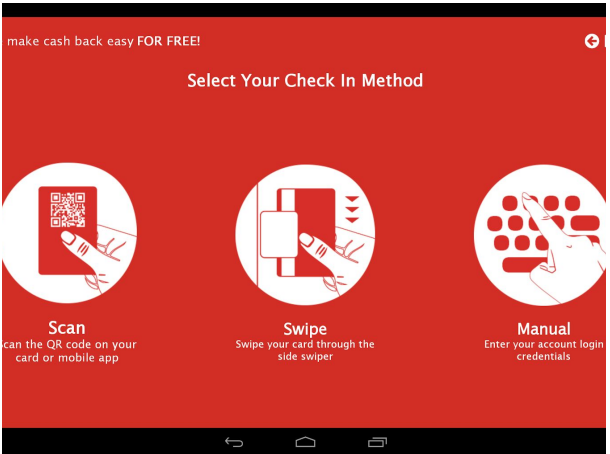 make cash back easy FOR FREE!
Select Your Check In Method
Scan
Scan the QR code on your
card or mobile app
Swipe
Swipe your card through the
side swiper
Manual
Enter your account login
credentials